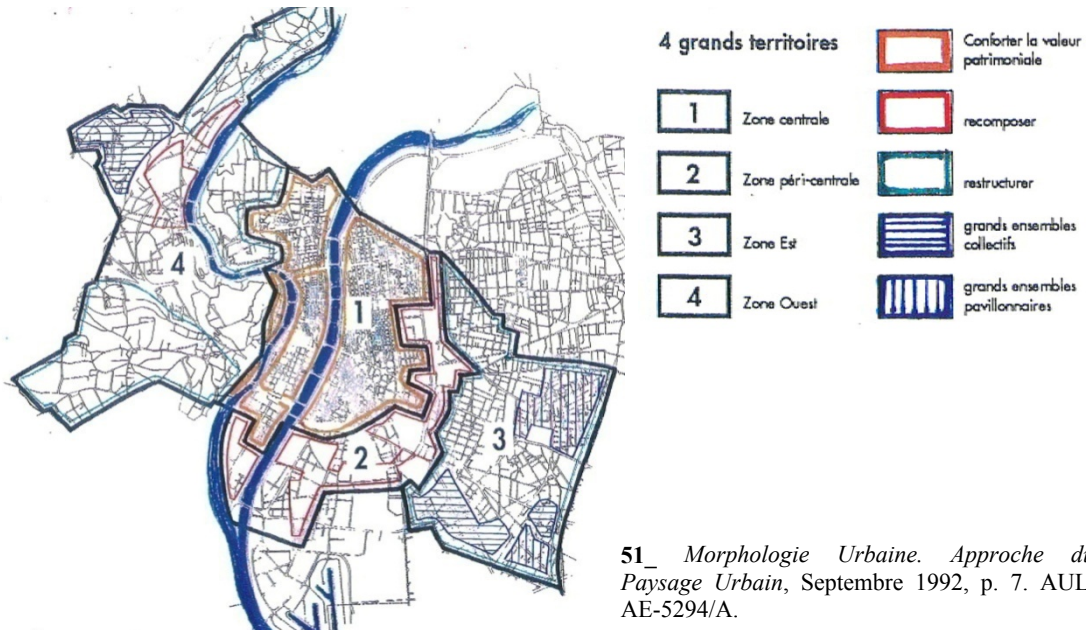 4 grands territoires
1 Zone centrale
2 Zone péri-centrale
3 Zone Est
4 Zone Ouest
Conforter la valeur
patrimoniale
recomposer
restructurer
grands ensembles
collectifs
grands ensembles
pavillonnaires
4
1
2
3
51_ Morphologie Urbaine. Approche du
Paysage Urbain, Septembre 1992, p. 7. AUL
AE-5294/A.